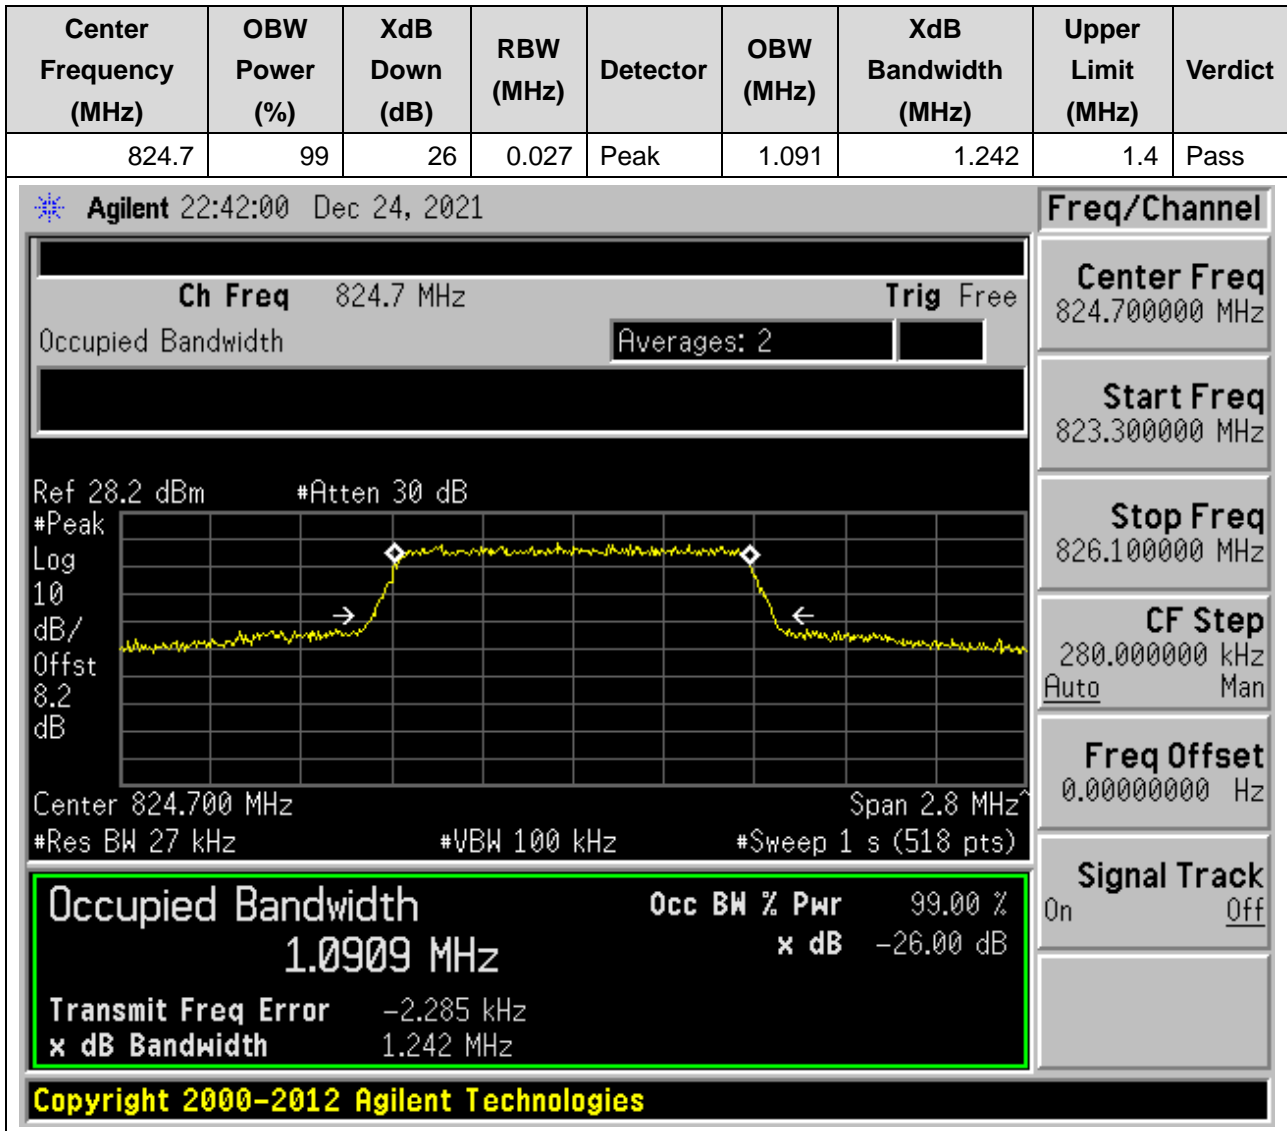 Center Frequency (MHz) OBW Power (%) XdB Down (dB) RBW (MHz) Detector OBW (MHz) XdB Bandwidth (MHz) Upper Limit (MHz) Verdict
824.7 99 26 0.027 Peak 1.091 1.242 1.4 Pass
Agilent 22:42:00 Dec 24, 2021
Freq/Channel
Ch Freq 824.7 MHz Trig Free
Occupied Bandwidth Averages: 2
Center Freq
824.700000 MHz
Start Freq
823.300000 MHz
Stop Freq
826.100000 MHz
CF Step
280.000000 kHz
Auto Man
Freq Offset
0.00000000 Hz
Signal Track
On Off
Ref 28.2 dBm #Atten 30 dB
#Peak
Log
10
dB/
Offst
8.2
dB
Center 824.700 MHz Span 2.8 MHz^
#Res BW 27 kHz #VBW 100 kHz #Sweep 1 s (518 pts)
Occupied Bandwidth Occ BW % Pwr 99.00 %
1.0909 MHz x dB -26.00 dB
Transmit Freq Error -2.285 kHz
x dB Bandwidth 1.242 MHz
Copyright 2000-2012 Agilent Technologies